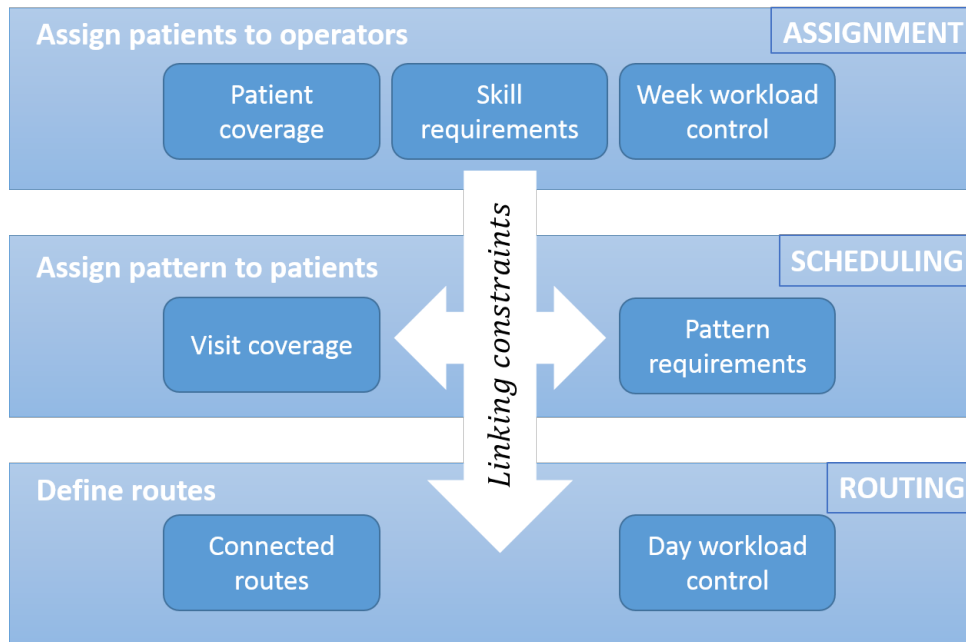 Assign patients to operators
ASSIGNMENT
Patient
coverage
Skill
requirements
Week workload
control
Linking constraints
Assign pattern to patients
SCHEDULING
Visit coverage
Pattern
requirements
Define routes
ROUTING
Connected
routes
Day workload
control